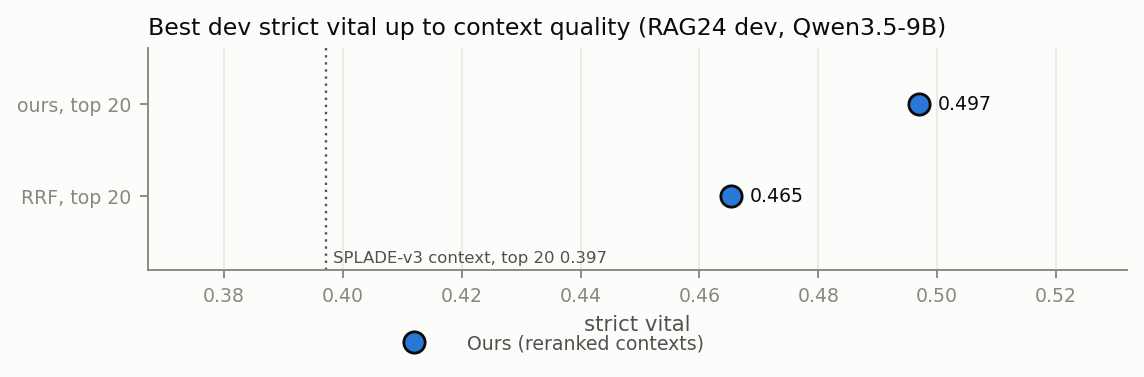 Best dev strict vital up to context quality (RAG24 dev, Qwen3.5-9B)
ours, top 20
0.497
RRF, top 20
0.465
SPLADE-v3 context, top 20 0.397
0.38 0.40 0.42 0.44 0.46 0.48 0.50 0.52
strict vital
Ours (reranked contexts)